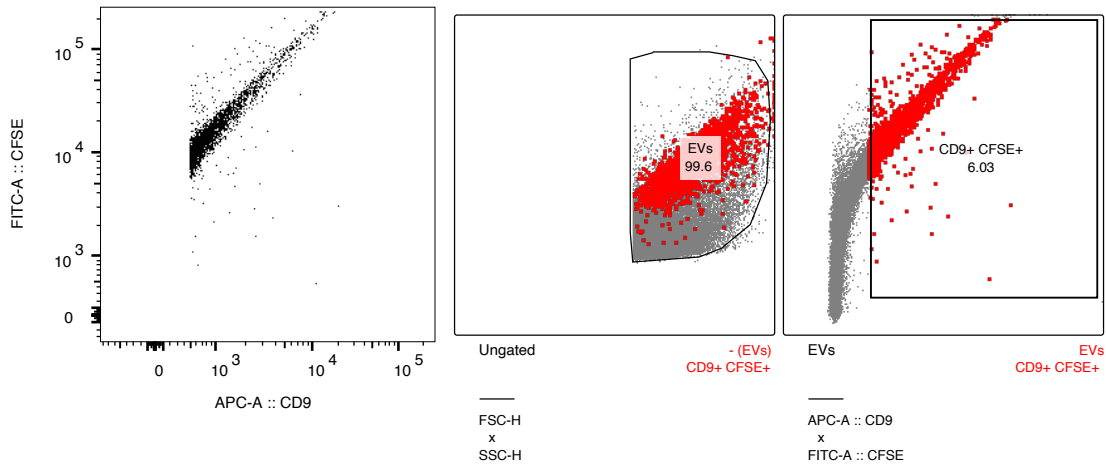 FITC-A :: CFSE
10^5
10^4
10^3
0
0
10^3
10^4
10^5
APC-A :: CD9
EVs
99.6
Ungated
- (EVs)
CD9+ CFSE+
FSC-H
x
SSC-H
CD9+ CFSE+
6.03
EVs
EVs
CD9+ CFSE+
APC-A :: CD9
x
FITC-A :: CFSE